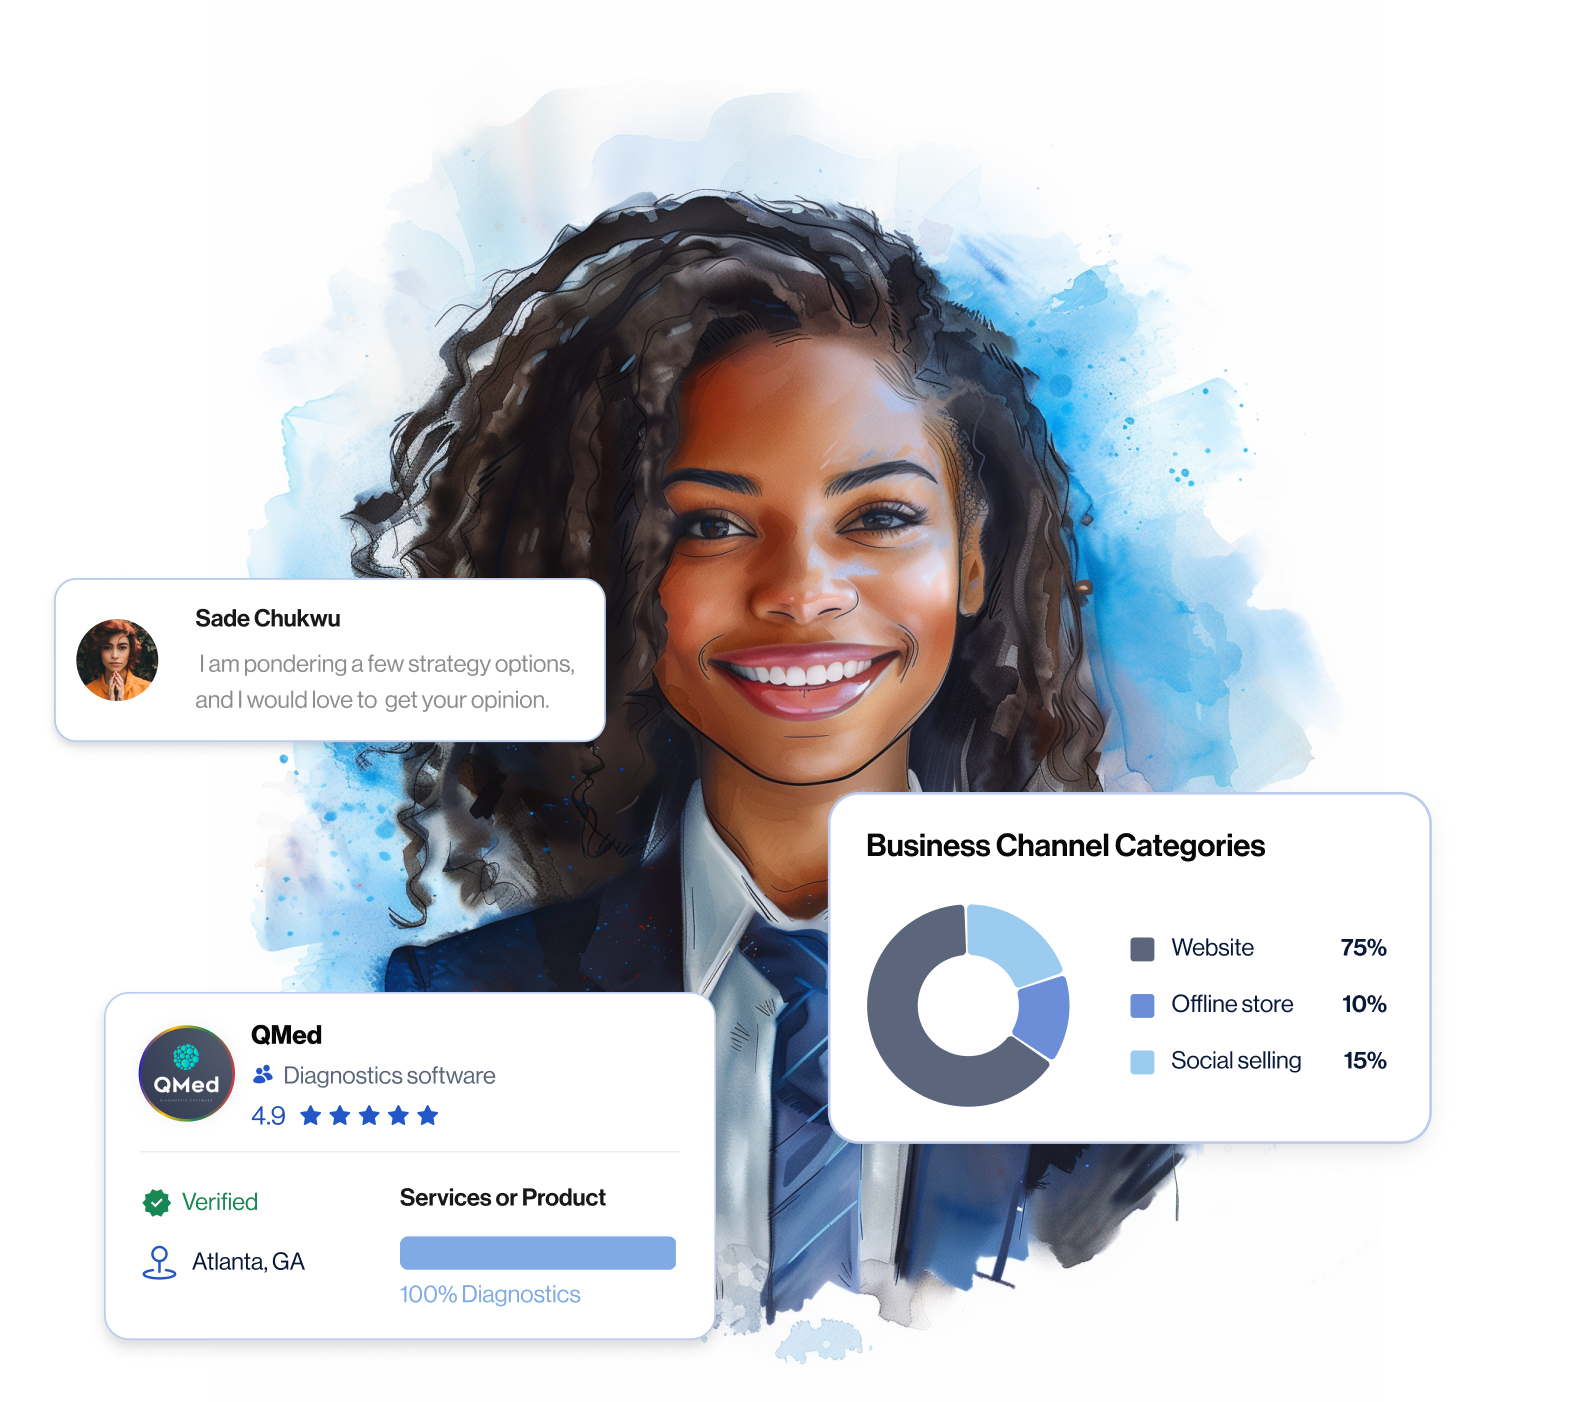 Sade Chukwu
I am pondering a few strategy options,
and I would love to get your opinion.
Business Channel Categories
Website 75%
Offline store 10%
Social selling 15%
QMed
QMed
DIAGNOSTIC SOFTWARE
Diagnostics software
4.9
Verified
Atlanta, GA
Services or Product
100% Diagnostics